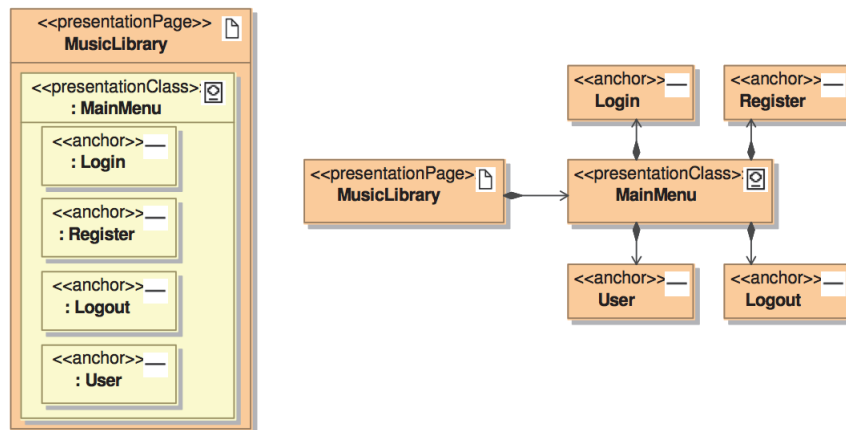 <<presentationPage>>
MusicLibrary
<<presentationClass>
: MainMenu
<<anchor>>
: Login
<<anchor>>
: Register
<<anchor>>
: Logout
<<anchor>>
: User
<<anchor>>
Login
<<anchor>>
Register
<<presentationPage>
MusicLibrary
<<presentationClass>
MainMenu
<<anchor>>
User
<<anchor>>
Logout